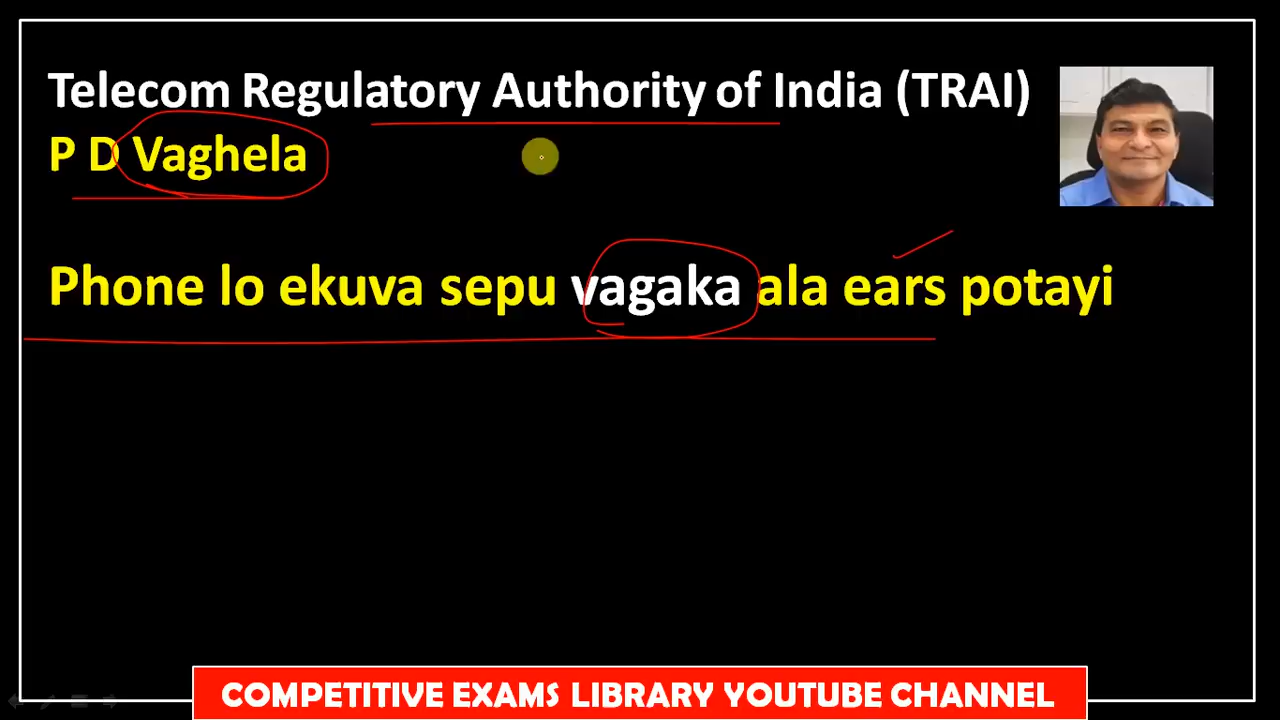 Telecom Regulatory Authority of India (TRAI)
P D Vaghela
Phone lo ekuva sepu vagaka ala ears potayi
COMPETITIVE EXAMS LIBRARY YOUTUBE CHANNEL